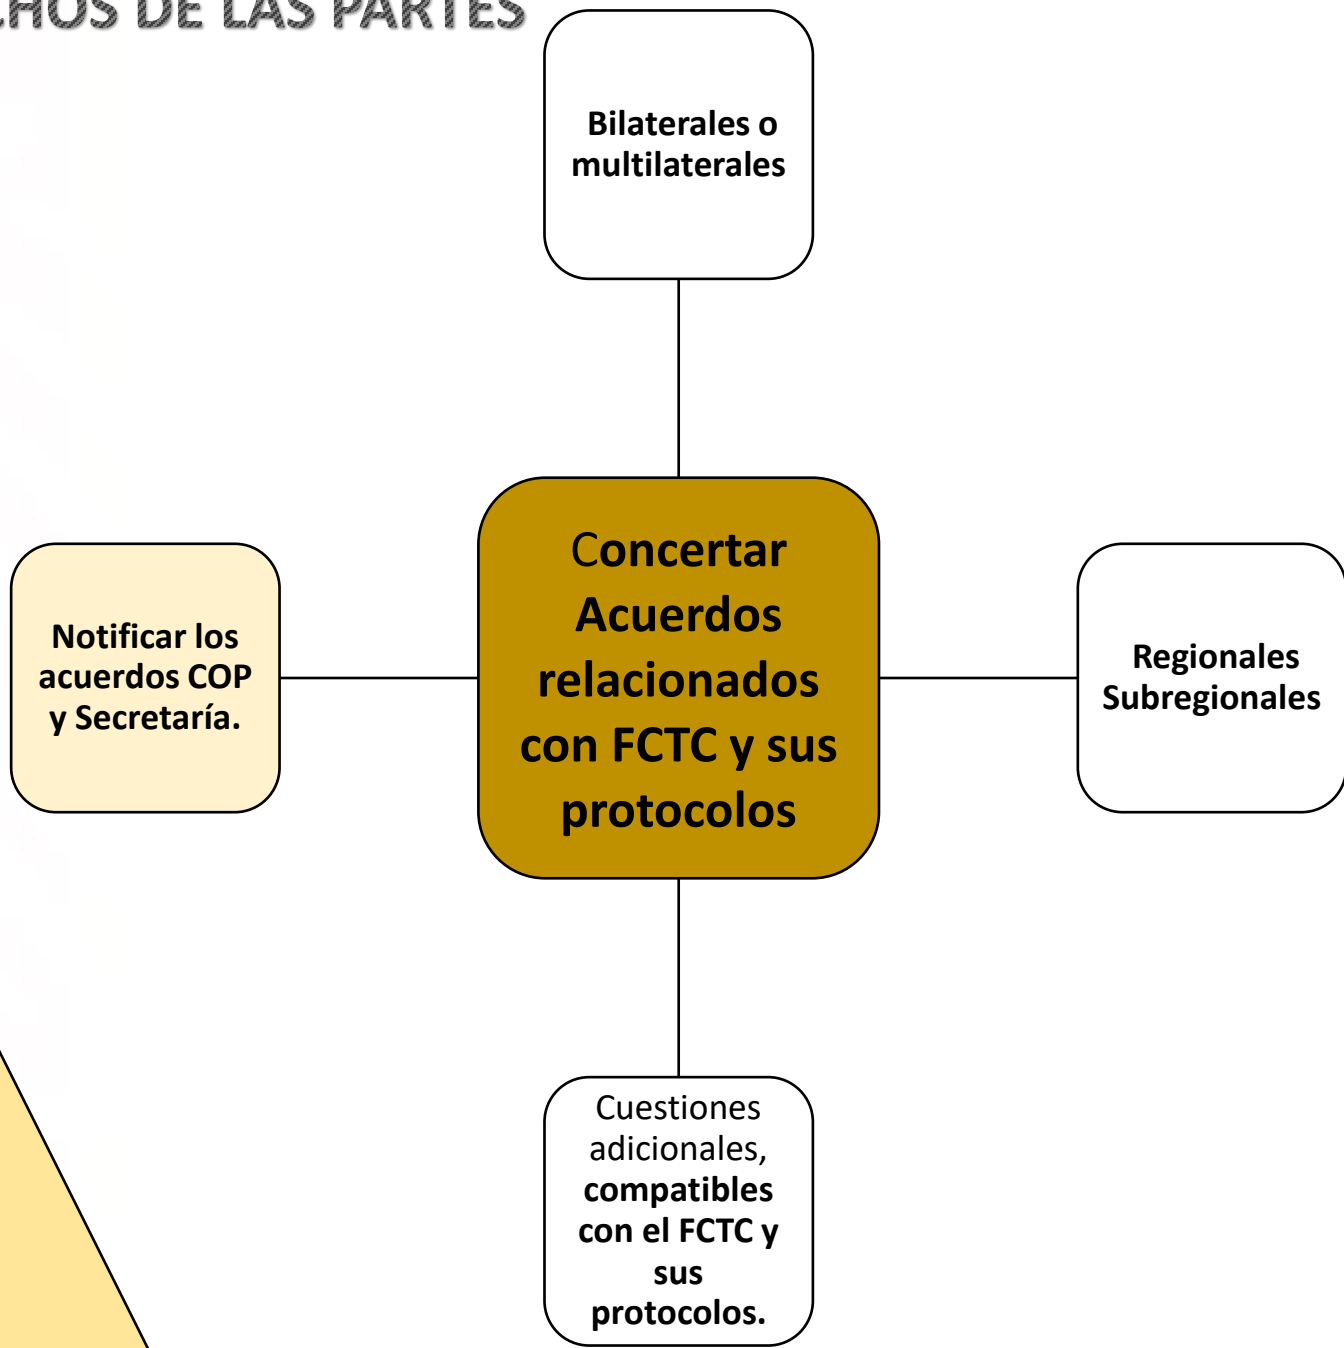 DE LAS PARTES
Bilaterales o
multilaterales
Notificar los
acuerdos COP
y Secretaría.
Concertar
Acuerdos
relacionados
con FCTC y sus
protocolos
Regionales
Subregionales
Cuestiones
adicionales,
compatibles
con el FCTC y
sus
protocolos.